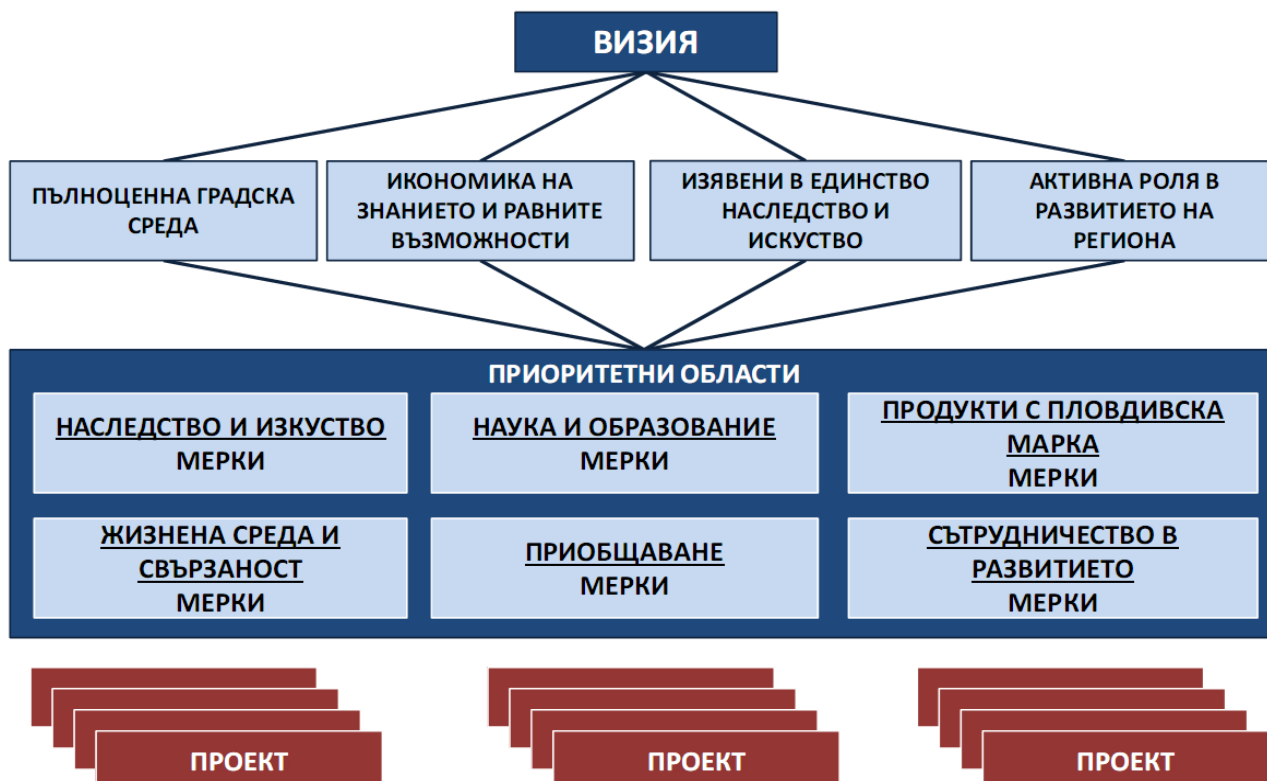 ВИЗИЯ
ПЪЛНОЦЕННА ГРАДСКА
СРЕДА
ИКОНОМИКА НА
ЗНАНИЕТО И РАВНИТЕ
ВЪЗМОЖНОСТИ
ИЗЯВЕНИ В ЕДИНСТВО
НАСЛЕДСТВО И
ИСКУСТВО
АКТИВНА РОЛЯ В
РАЗВИТИЕТО НА
РЕГИОНА
ПРИОРИТЕТНИ ОБЛАСТИ
НАСЛЕДСТВО И ИЗКУСТВО
МЕРКИ
НАУКА И ОБРАЗОВАНИЕ
МЕРКИ
ПРОДУКТИ С ПЛОВДИВСКА
МАРКА
МЕРКИ
ЖИЗНЕНА СРЕДА И
СВЪРЗАНОСТ
МЕРКИ
ПРИОБЩАВАНЕ
МЕРКИ
СЪТРУДНИЧЕСТВО В
РАЗВИТИЕТО
МЕРКИ
ПРОЕКТ
ПРОЕКТ
ПРОЕКТ